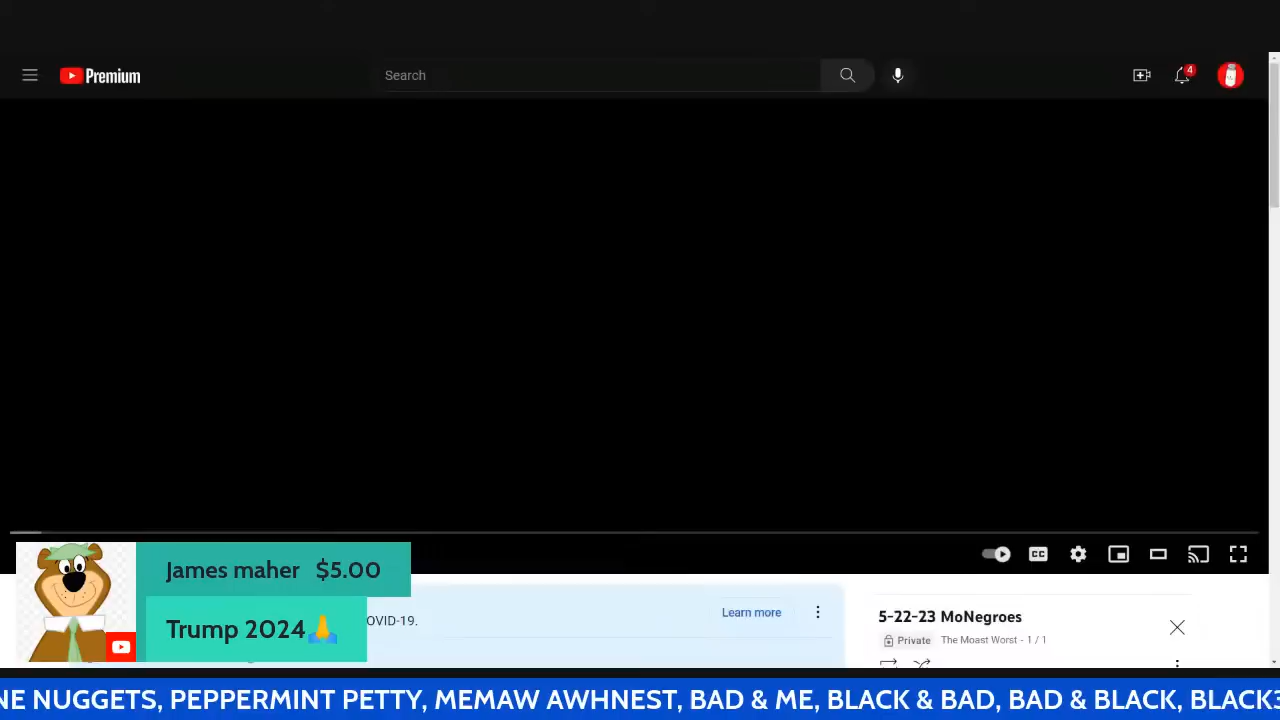 Premium
Search
4
CC
James maher $5.00
Trump 2024🙏
OVID-19.
Learn more
5-22-23 MoNegroes
Private The Moast Worst - 1 / 1
NE NUGGETS, PEPPERMINT PETTY, MEMAW AWHNEST, BAD & ME, BLACK & BAD, BAD & BLACK, BLACK